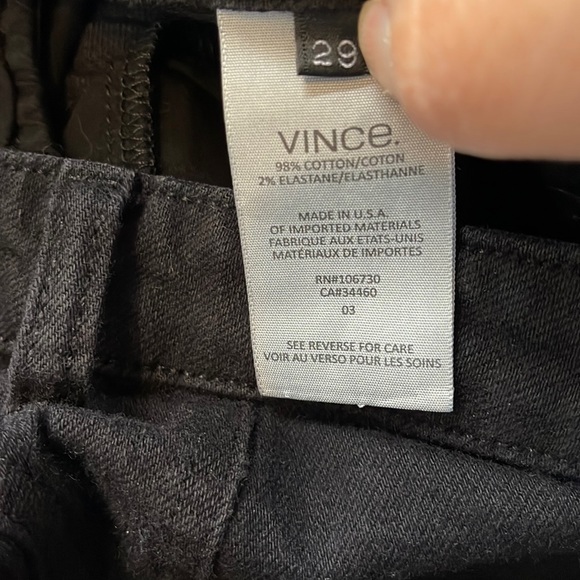 29
VINCE.
98% COTTON/COTON
2% ELASTANE/ELASTHANNE
MADE IN U.S.A.
OF IMPORTED MATERIALS
FABRIQUE AUX ETATS-UNIS
MATÉRIAUX DE IMPORTES
RN#106730
CA#34460
03
SEE REVERSE FOR CARE
VOIR AU VERSO POUR LES SOINS